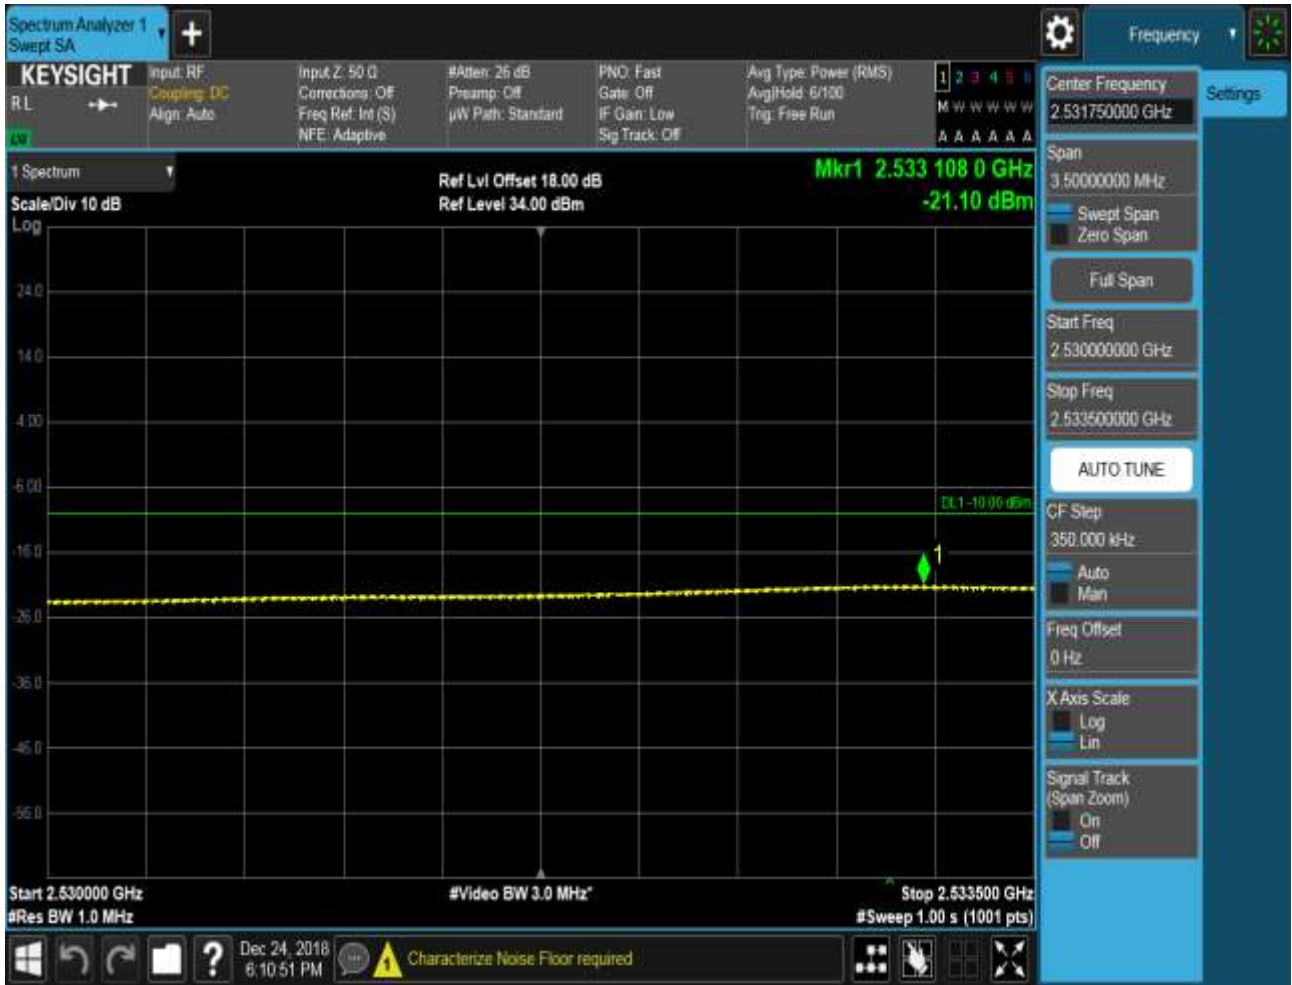 Spectrum Analyzer 1
Swept SA
+
Frequency
KEYSIGHT
RL
Input: RF
Coupling: DC
Align: Auto
Input Z: 50 Ω
Corrections: Off
Freq Ref: Int (S)
NFE: Adaptive
#Atten: 26 dB
Preamp: Off
µW Path: Standard
PNO: Fast
Gate: Off
IF Gain: Low
Sig Track: Off
Avg Type: Power (RMS)
Avg|Hold: 6/100
Trig: Free Run
1 2 3 4 5 6
M W W W W W
A A A A A A
Center Frequency
2.531750000 GHz
Settings
1 Spectrum
Scale/Div 10 dB
Log
Ref Lvl Offset 18.00 dB
Ref Level 34.00 dBm
Mkr1 2.533 108 0 GHz
-21.10 dBm
Span
3.50000000 MHz
Swept Span
Zero Span
Full Span
Start Freq
2.530000000 GHz
Stop Freq
2.533500000 GHz
AUTO TUNE
CF Step
350.000 kHz
Auto
Man
Freq Offset
0 Hz
X Axis Scale
Log
Lin
Signal Track
(Span Zoom)
On
Off
24.0
14.0
4.00
-6.00
-16.0
-26.0
-36.0
-46.0
-56.0
DL1 -10.00 dBm
1
Start 2.530000 GHz
#Res BW 1.0 MHz
#Video BW 3.0 MHz*
Stop 2.533500 GHz
#Sweep 1.00 s (1001 pts)
?
Dec 24, 2018
6:10:51 PM
1
Characterize Noise Floor required